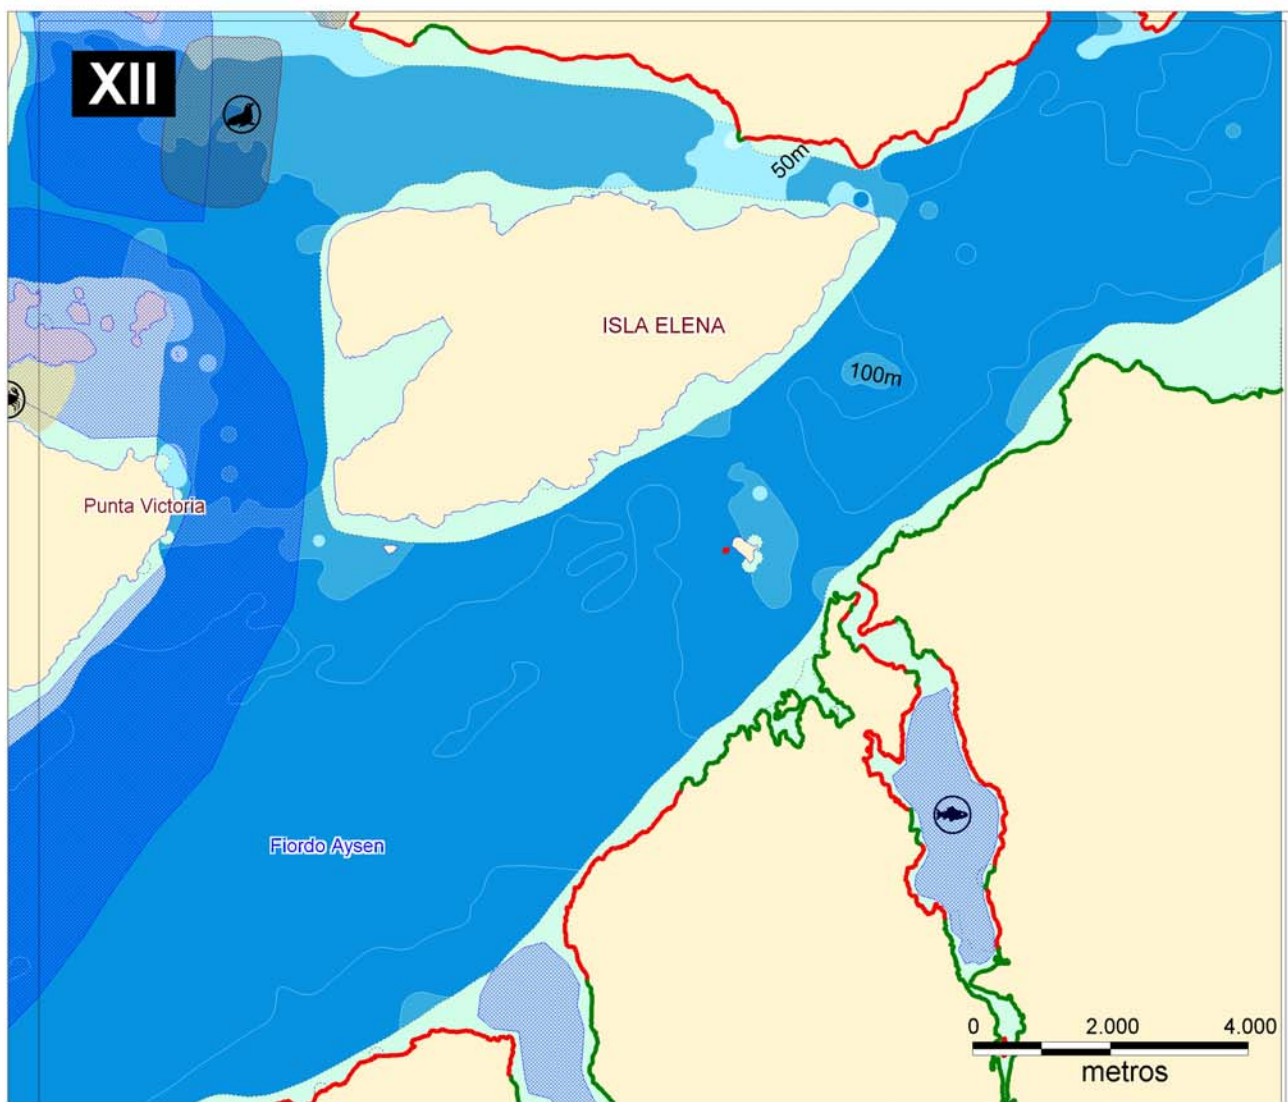 XII
50m
ISLA ELENA
100m
Punta Victoria
Fiordo Aysen
0 2.000 4.000
metros